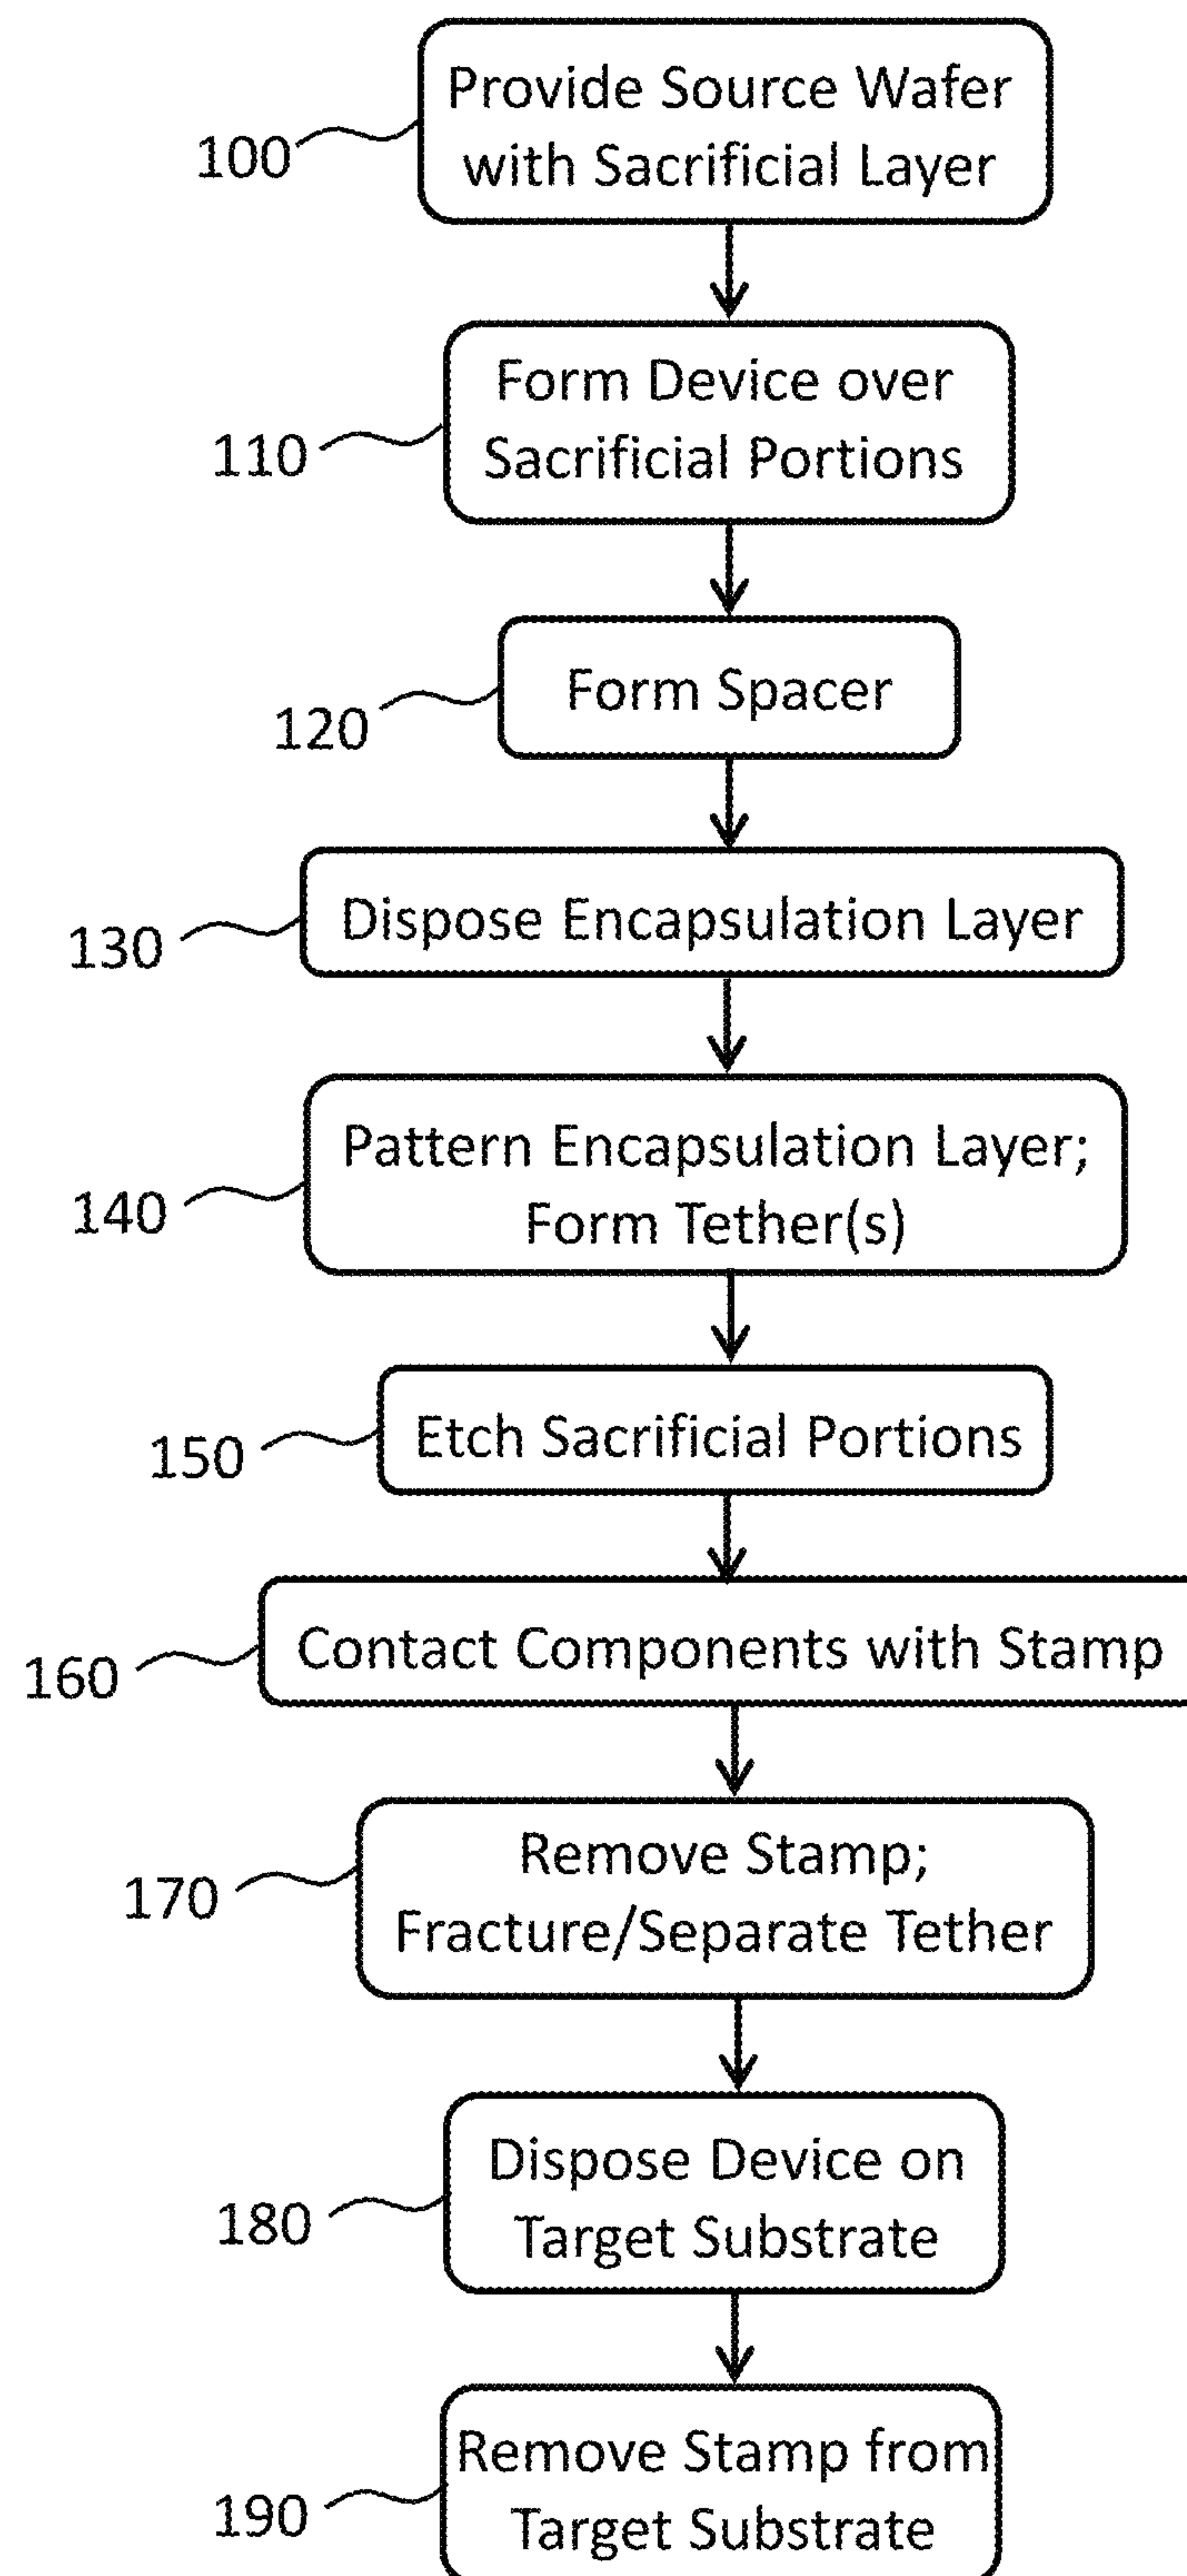 Provide Source Wafer
with Sacrificial Layer
100
Form Device over
Sacrificial Portions
110
Form Spacer
120
Dispose Encapsulation Layer
130
Pattern Encapsulation Layer;
Form Tether(s)
140
Etch Sacrificial Portions
150
Contact Components with Stamp
160
Remove Stamp;
Fracture/Separate Tether
170
Dispose Device on
Target Substrate
180
Remove Stamp from
Target Substrate
190